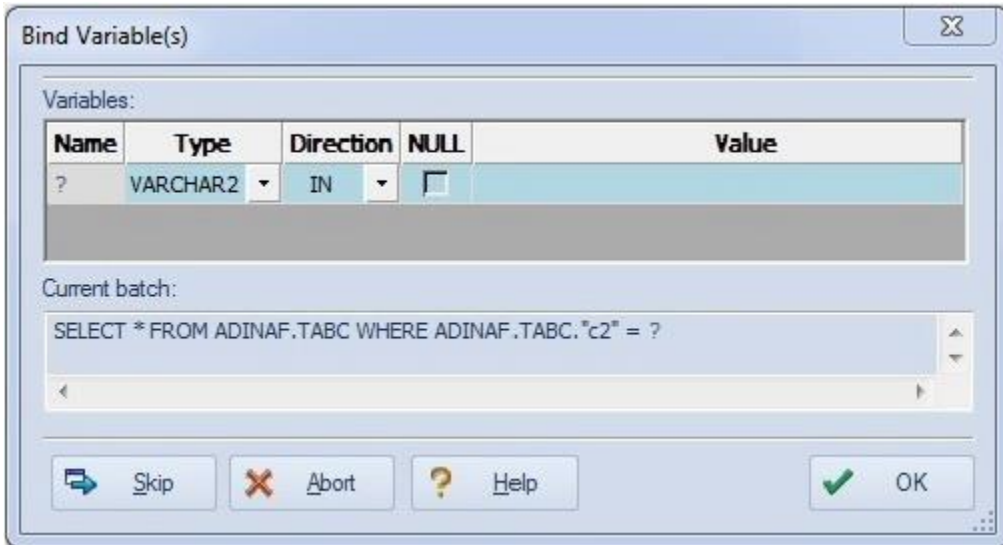 Bind Variable(s)
Variables:
Name Type Direction NULL Value
? VARCHAR2 IN
Current batch:
SELECT * FROM ADINAF.TABC WHERE ADINAF.TABC."c2" = ?
Skip Abort ? Help OK